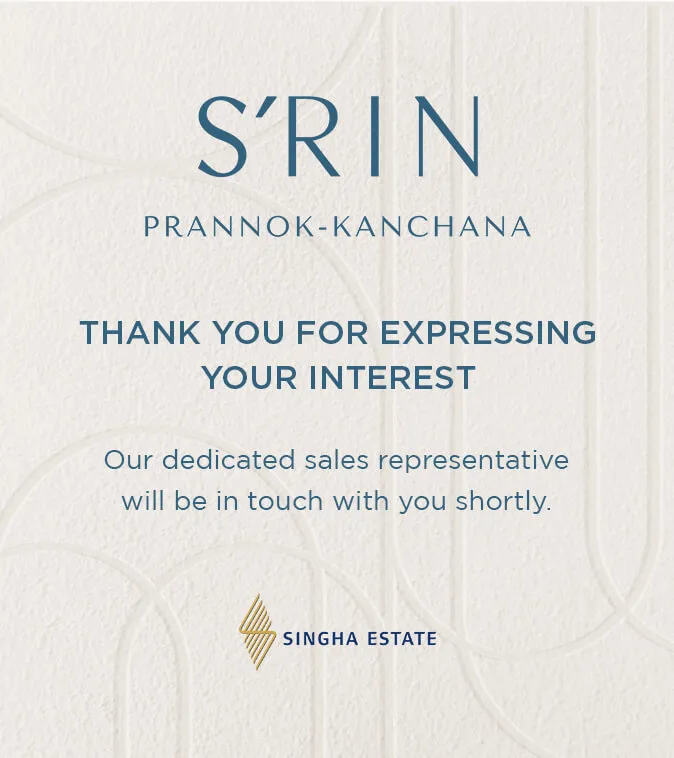 S'RIN
PRANNOK-KANCHANA
THANK YOU FOR EXPRESSING
YOUR INTEREST
Our dedicated sales representative
will be in touch with you shortly.
SINGHA ESTATE